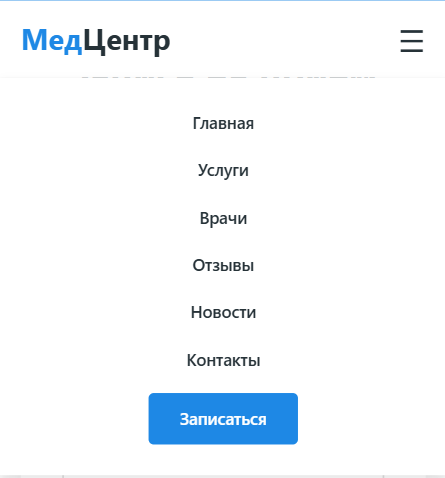 МедЦентр
Главная
Услуги
Врачи
Отзывы
Новости
Контакты
Записаться